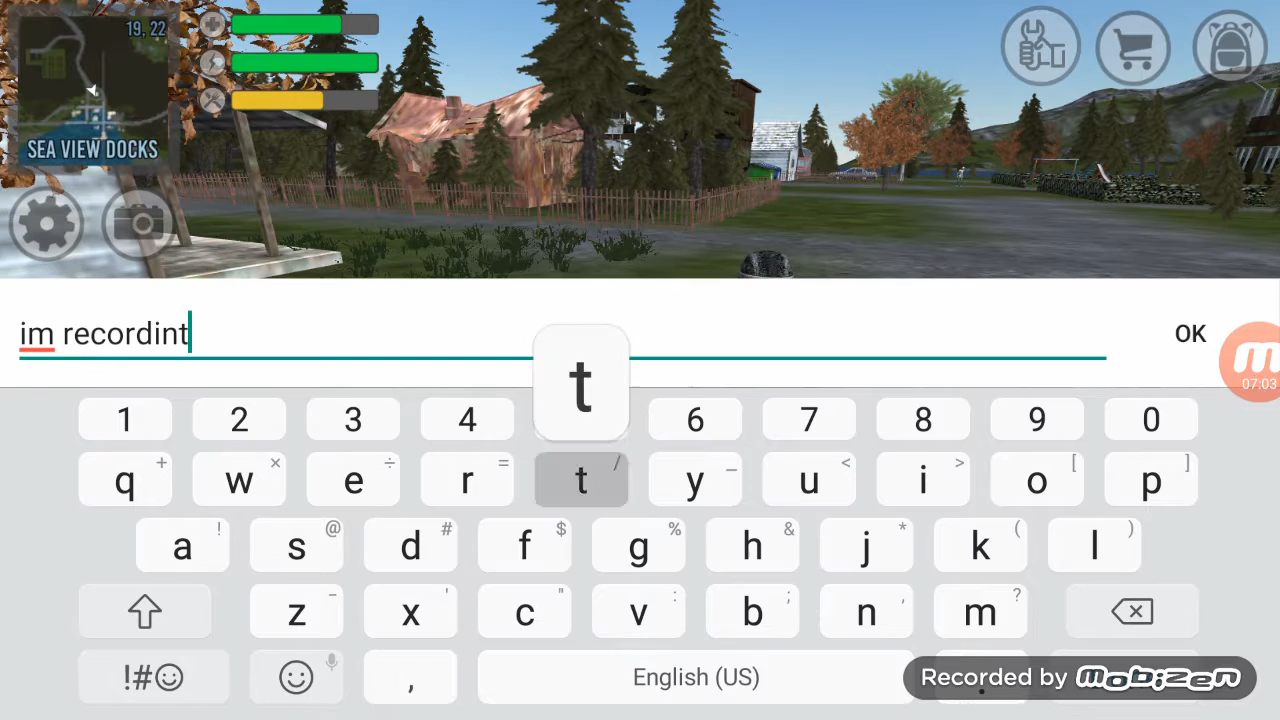 19, 22
SEA VIEW DOCKS
im recordint
OK
07:03
t
1 2 3 4 6 7 8 9 0
q + w × e ÷ r = t / y _ u < i > o [ p ]
a ! s @ d # f $ g % h & j * k ( l )
z - x ' c " v : b ; n , m ?
!#☺ , English (US) .
Recorded by mobizen